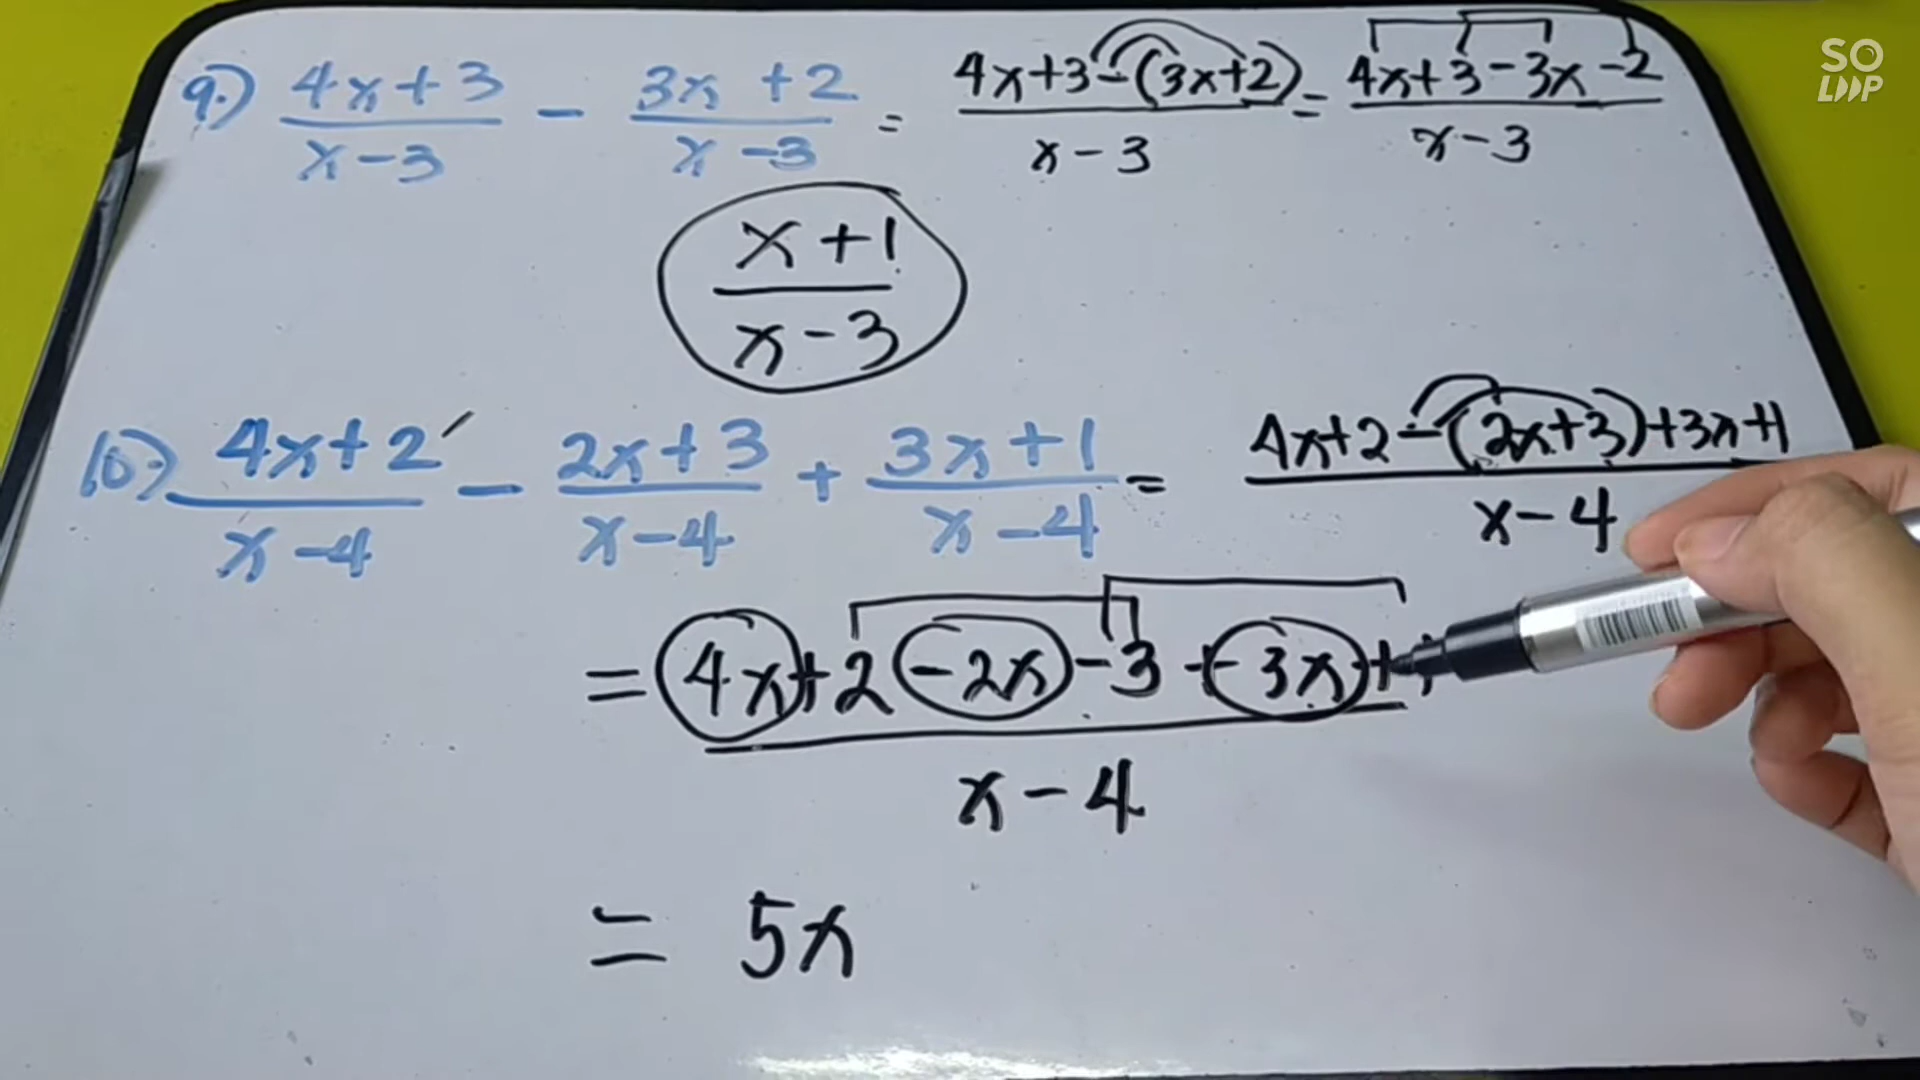 9.) 4x+3 / x-3 - 3x+2 / x-3 = 4x+3-(3x+2) / x-3 = 4x+3-3x-2 / x-3
x+1 / x-3
10.) 4x+2 / x-4 - 2x+3 / x-4 + 3x+1 / x-4 = 4x+2-(2x+3)+3x+1 / x-4
= 4x+2-2x-3+3x+ / x-4
= 5x
SO
LOOP